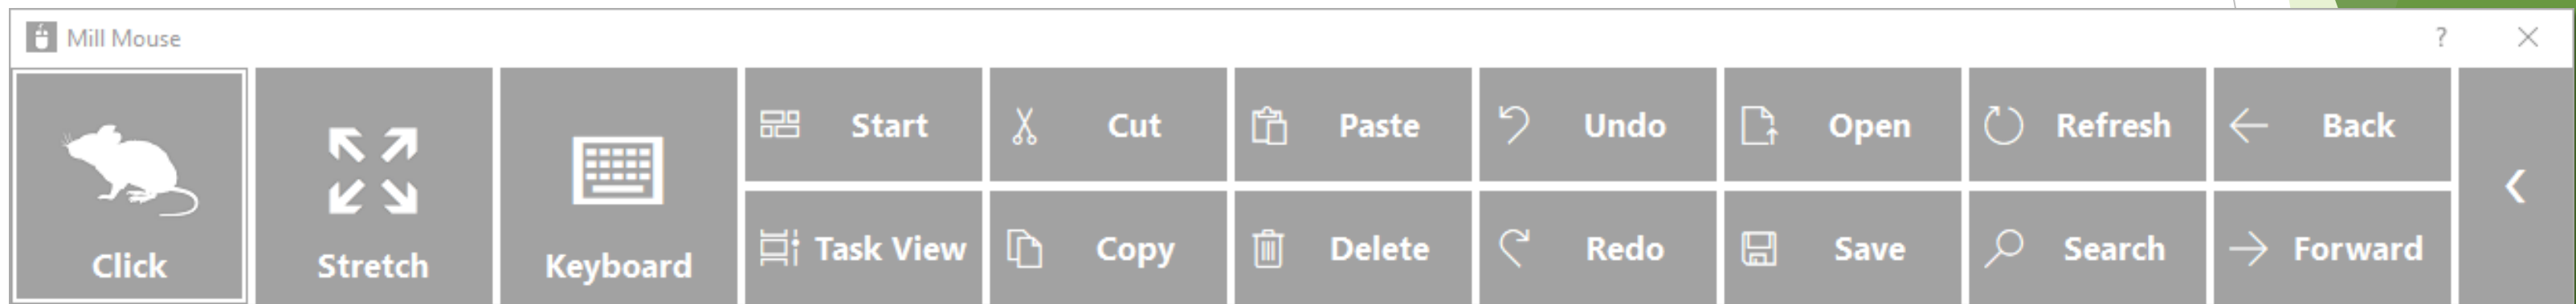 Mill Mouse ?
Start Cut Paste Undo Open Refresh Back
Click Stretch Keyboard Task View Copy Delete Redo Save Search Forward